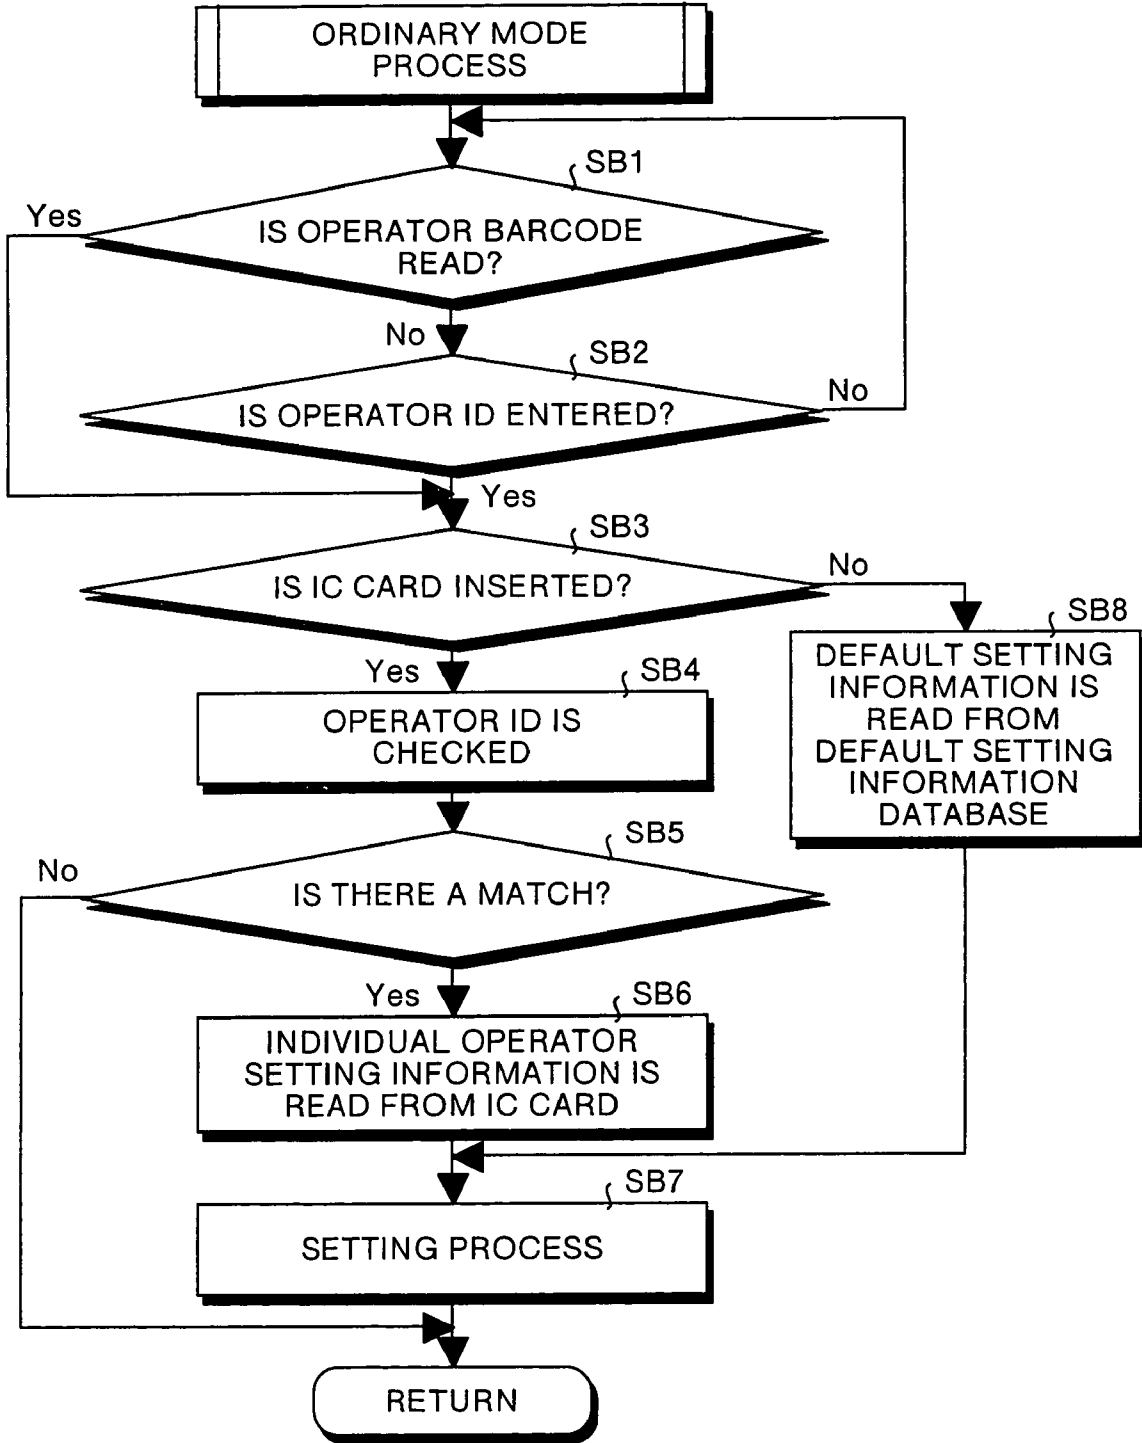 ORDINARY MODE
PROCESS
SB1
Yes
IS OPERATOR BARCODE
READ?
No
SB2
No
IS OPERATOR ID ENTERED?
Yes
SB3
No
IS IC CARD INSERTED?
SB8
DEFAULT SETTING
INFORMATION IS
READ FROM
DEFAULT SETTING
INFORMATION
DATABASE
Yes
SB4
OPERATOR ID IS
CHECKED
SB5
No
IS THERE A MATCH?
Yes
SB6
INDIVIDUAL OPERATOR
SETTING INFORMATION IS
READ FROM IC CARD
SB7
SETTING PROCESS
RETURN